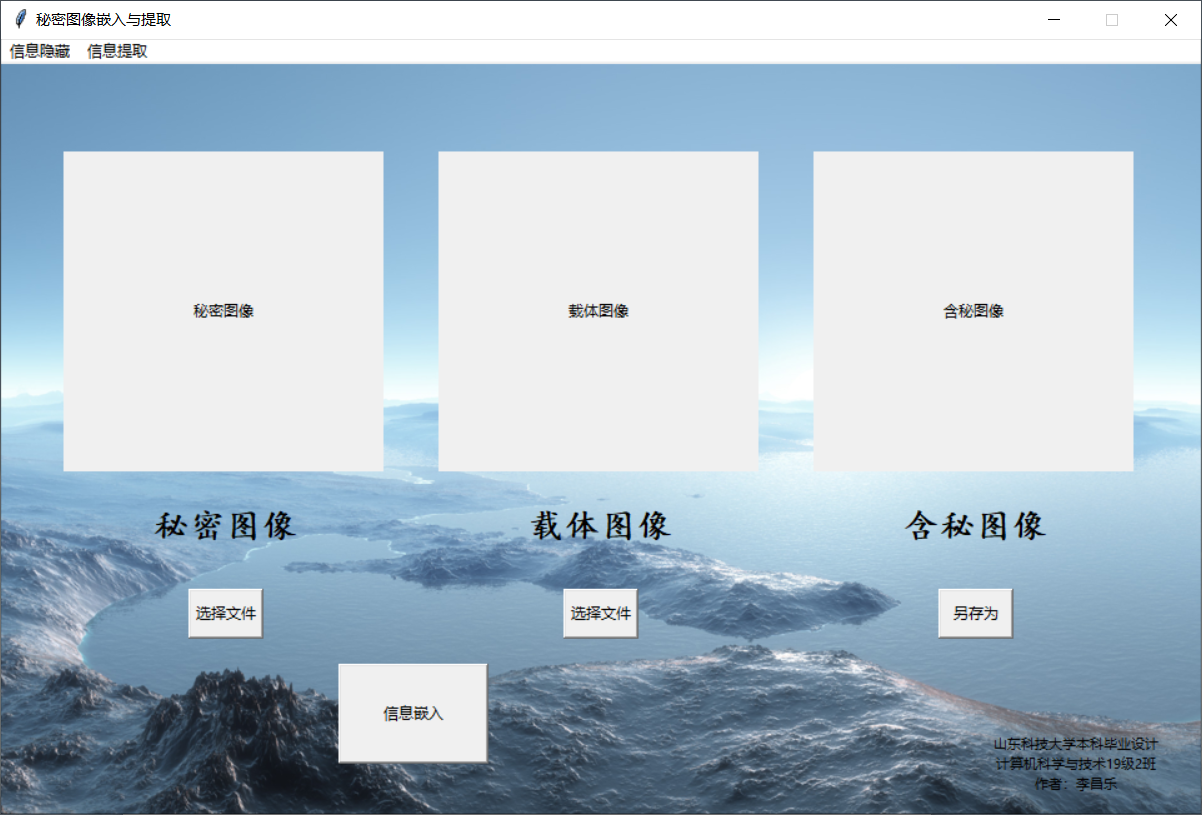 秘密图像嵌入与提取
信息隐藏 信息提取
秘密图像 载体图像 含秘图像
秘密图像 载体图像 含秘图像
选择文件 选择文件 另存为
信息嵌入
山东科技大学本科毕业设计
计算机科学与技术19级2班
作者：李昌乐